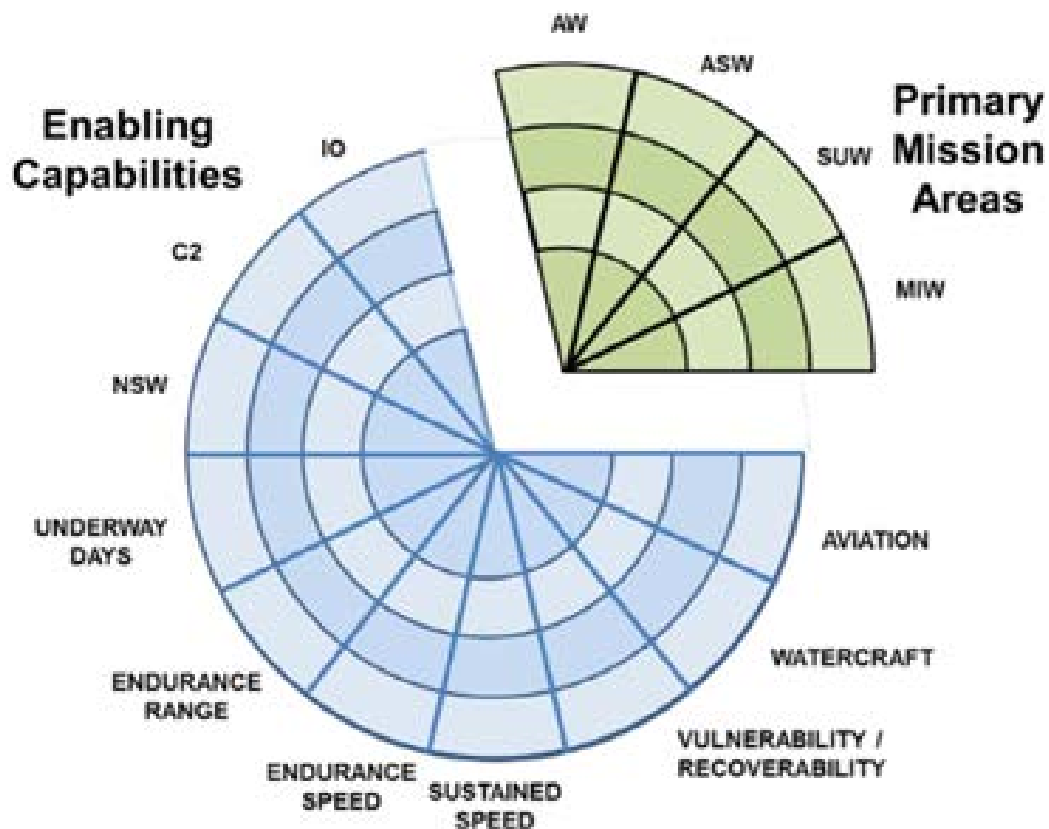 Enabling
Capabilities
Primary
Mission
Areas
AW
ASW
SUW
MIW
IO
C2
NSW
UNDERWAY
DAYS
ENDURANCE
RANGE
ENDURANCE
SPEED
SUSTAINED
SPEED
VULNERABILITY /
RECOVERABILITY
WATERCRAFT
AVIATION